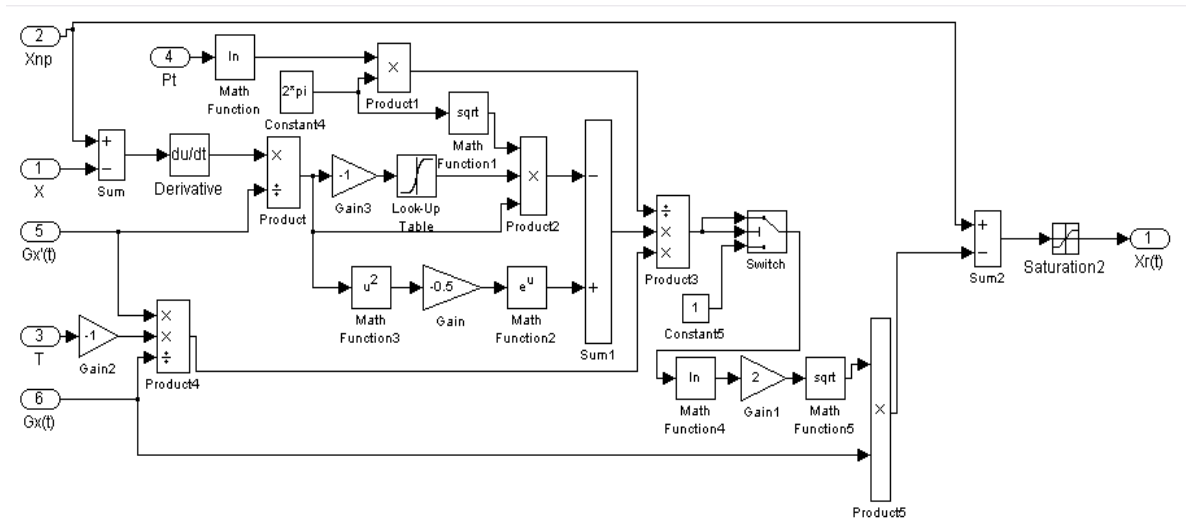 2
Xnp
4
Pt
ln
Math
Function
×
Product1
2*pi
Constant4
sqrt
Math
Function1
1
X
+
−
Sum
du/dt
Derivative
×
÷
Product
-1
Gain3
Look-Up
Table
×
Product2
−
+
Sum1
5
Gx'(t)
u²
Math
Function3
-0.5
Gain
eᵘ
Math
Function2
÷
×
×
Product3
Switch
1
Constant5
+
−
Sum2
Saturation2
1
Xr(t)
3
T
-1
Gain2
×
×
÷
Product4
6
Gx(t)
ln
Math
Function4
2
Gain1
sqrt
Math
Function5
×
Product5